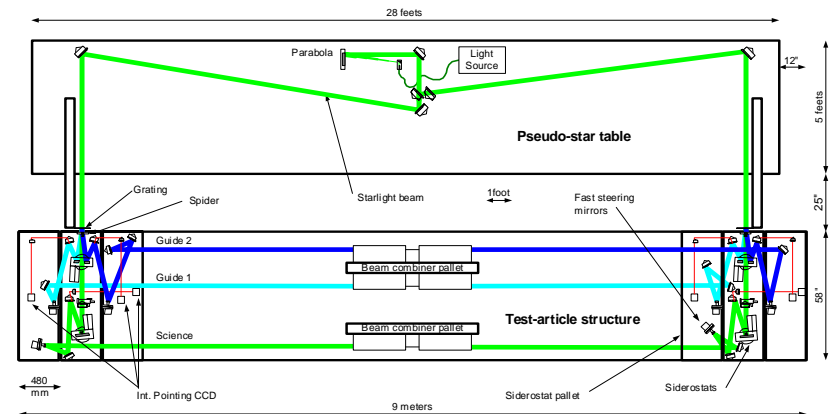 28 feets
Parabola
Light
Source
12"
5 feets
Pseudo-star table
Grating
Spider
Starlight beam
1foot
Fast steering
mirrors
25"
Guide 2
Beam combiner pallet
Guide 1
58"
Test-article structure
Beam combiner pallet
Science
480
mm
Int. Pointing CCD
Siderostat pallet
Siderostats
9 meters